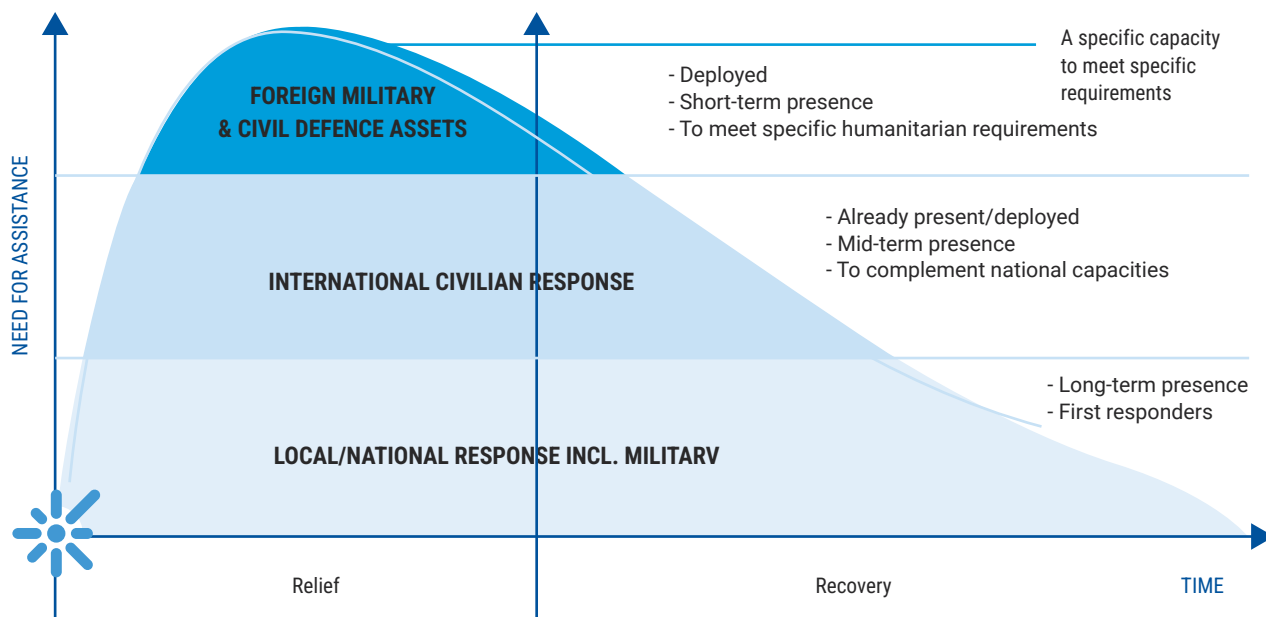 A specific capacity
to meet specific
requirements
- Deployed
- Short-term presence
- To meet specific humanitarian requirements
FOREIGN MILITARY
& CIVIL DEFENCE ASSETS
NEED FOR ASSISTANCE
- Already present/deployed
- Mid-term presence
- To complement national capacities
INTERNATIONAL CIVILIAN RESPONSE
- Long-term presence
- First responders
LOCAL/NATIONAL RESPONSE INCL. MILITARV
Relief
Recovery
TIME